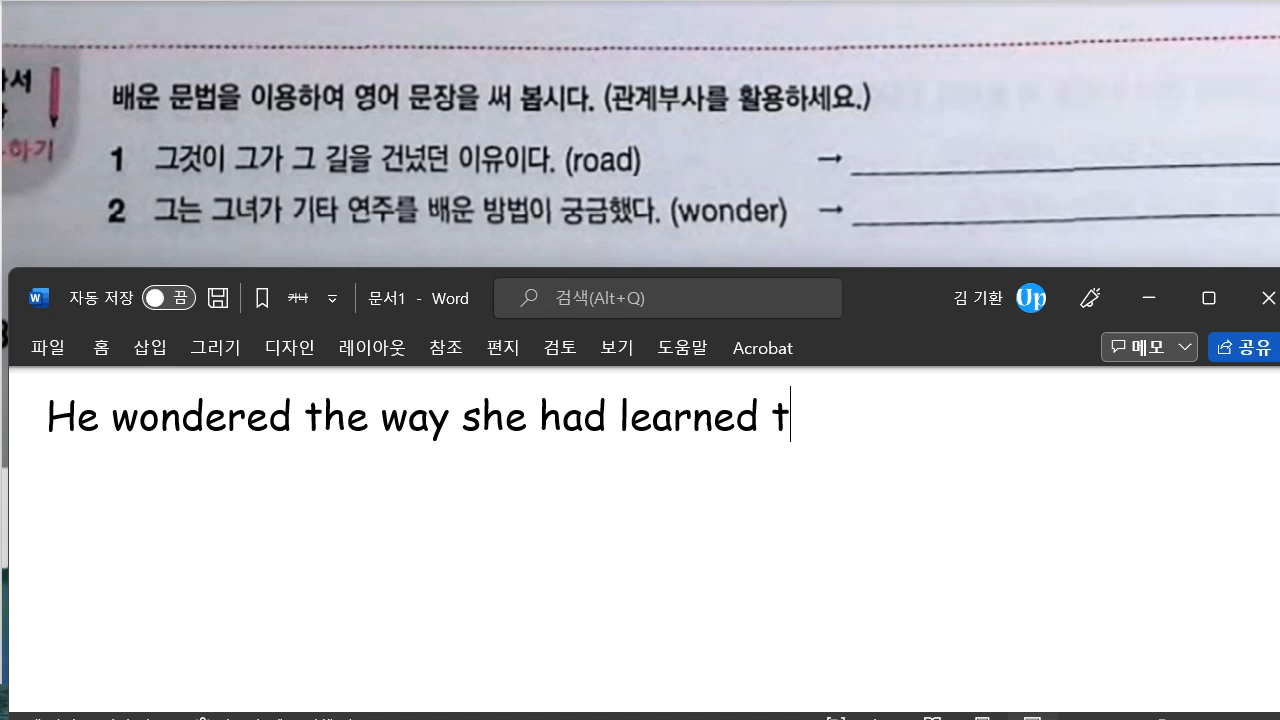 서
하기
배운 문법을 이용하여 영어 문장을 써 봅시다. (관계부사를 활용하세요.)
1 그것이 그가 그 길을 건넜던 이유이다. (road) →
2 그는 그녀가 기타 연주를 배운 방법이 궁금했다. (wonder) →
자동 저장 끔 가나 문서1 - Word 검색(Alt+Q) 김 기환 Up
파일 홈 삽입 그리기 디자인 레이아웃 참조 편지 검토 보기 도움말 Acrobat 메모 공유
He wondered the way she had learned t